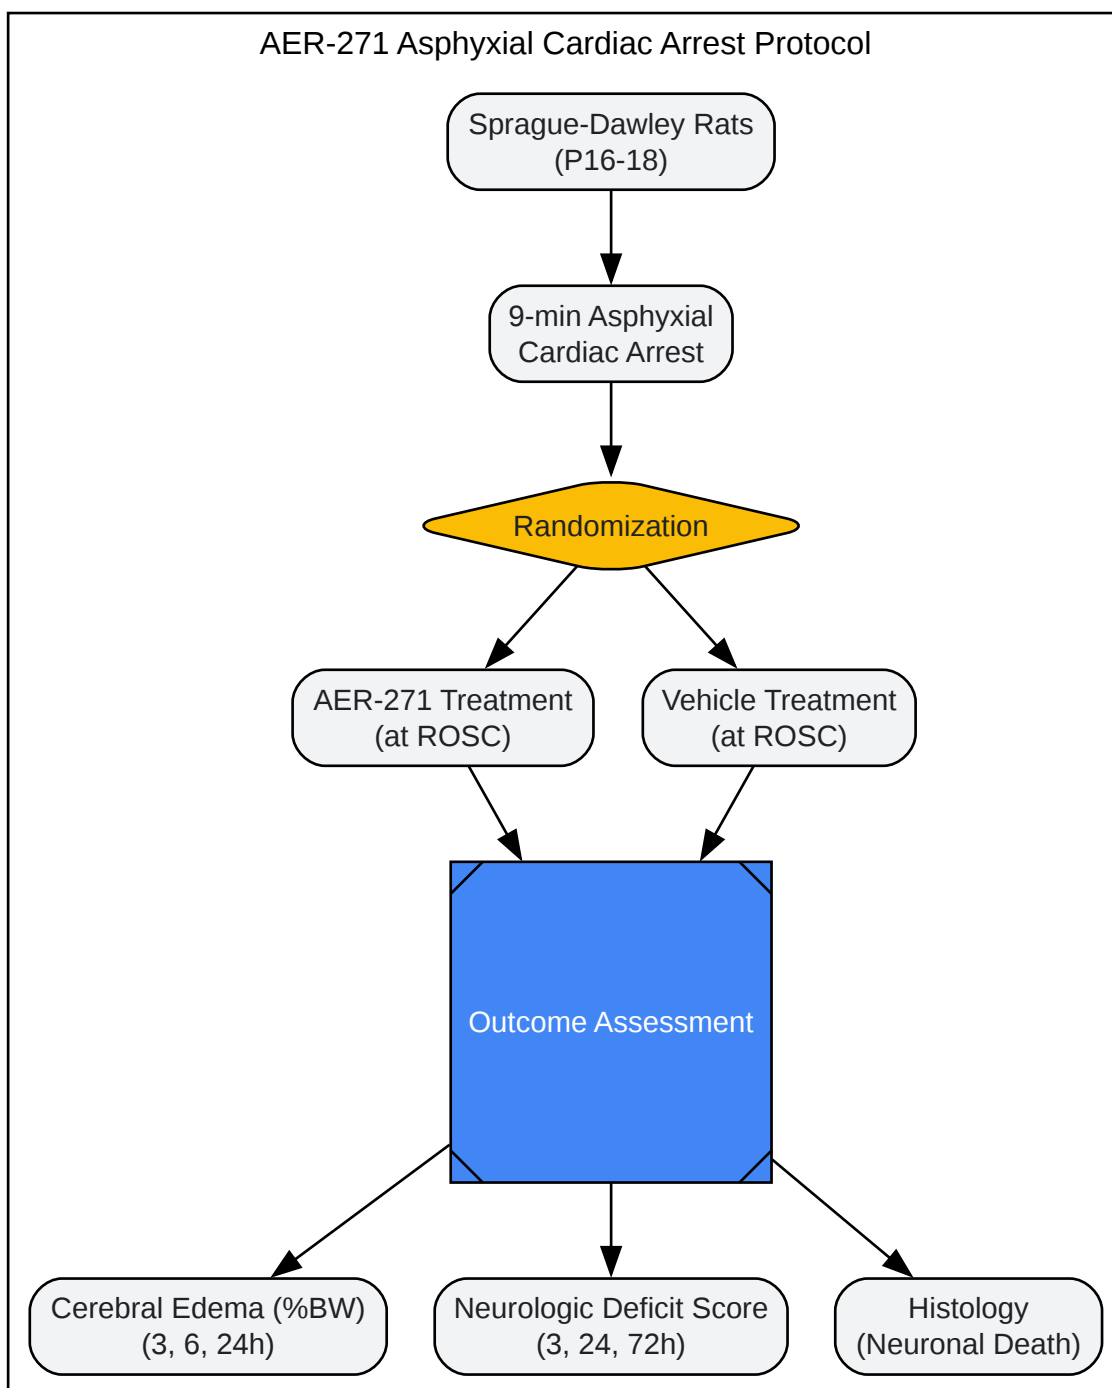 AER-271 Asphyxial Cardiac Arrest Protocol
Sprague-Dawley Rats
(P16-18)
9-min Asphyxial
Cardiac Arrest
Randomization
AER-271 Treatment
(at ROSC)
Vehicle Treatment
(at ROSC)
Outcome Assessment
Cerebral Edema (%BW)
(3, 6, 24h)
Neurologic Deficit Score
(3, 24, 72h)
Histology
(Neuronal Death)